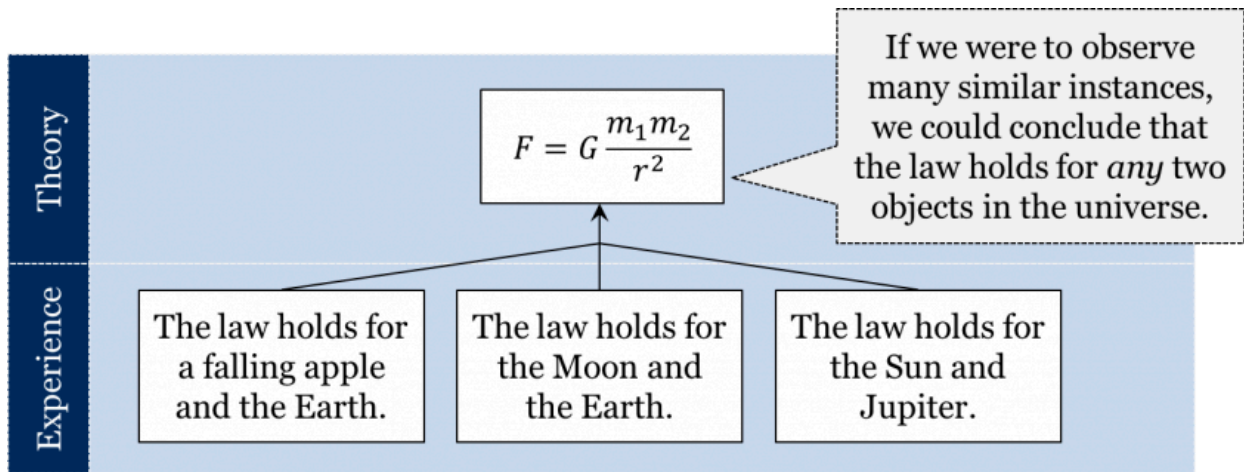 If we were to observe
many similar instances,
we could conclude that
the law holds for any two
objects in the universe.
Theory
F = G m₁m₂ / r²
Experience
The law holds for
a falling apple
and the Earth.
The law holds for
the Moon and
the Earth.
The law holds for
the Sun and
Jupiter.